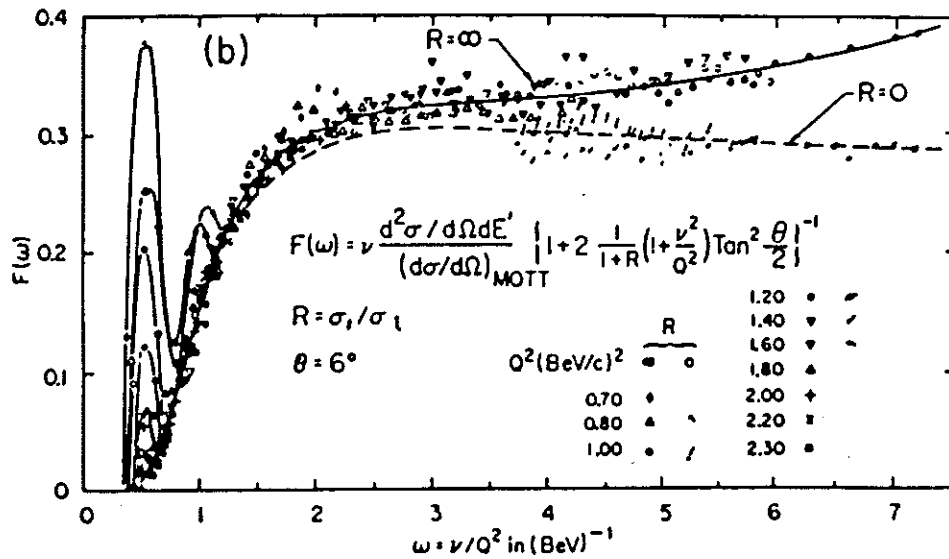 (b)
R=∞
R=0
F(ω) = ν d²σ/dΩdE' / (dσ/dΩ)MOTT {1+2 1/(1+R) (1+ν²/Q²) Tan² θ/2}⁻¹
θ = 6°
R
Q² (BeV/c)²
∞ 0
0.70
0.80
1.00
1.20
1.40
1.60
1.80
2.00
2.20
2.30
F(ω)
0.4
0.3
0.2
0.1
0
0 1 2 3 4 5 6 7
ω = ν/Q² in (BeV)⁻¹